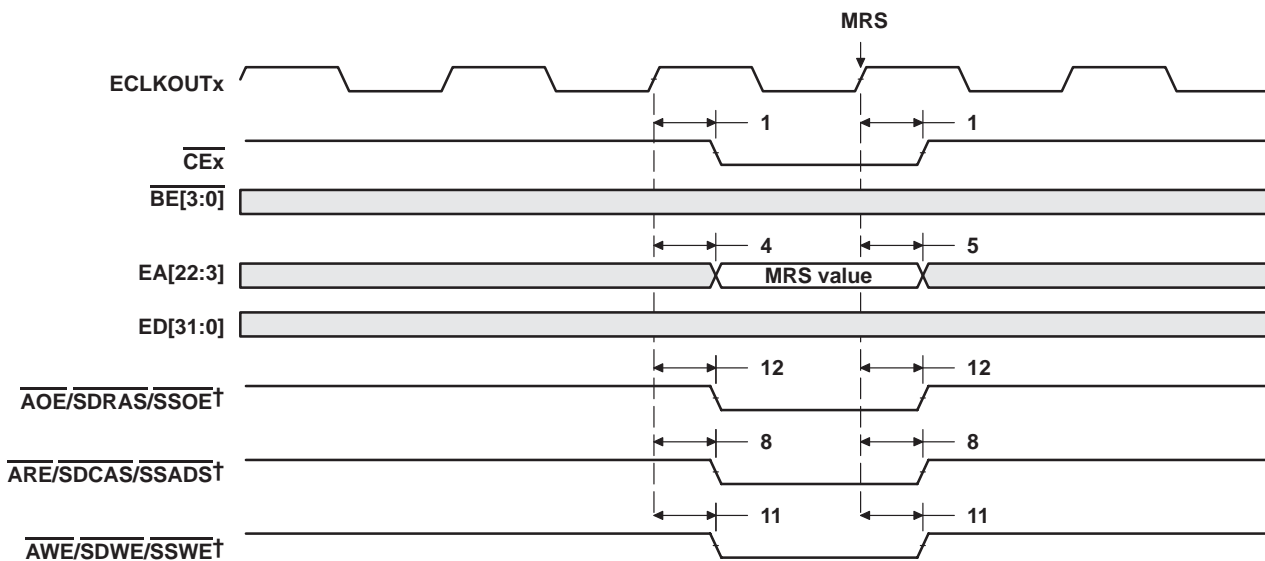 MRS
ECLKOUTx
1 1
CEx
BE[3:0]
4 5
EA[22:3] MRS value
ED[31:0]
12 12
AOE/SDRAS/SSOE†
8 8
ARE/SDCAS/SSADS†
11 11
AWE/SDWE/SSWE†